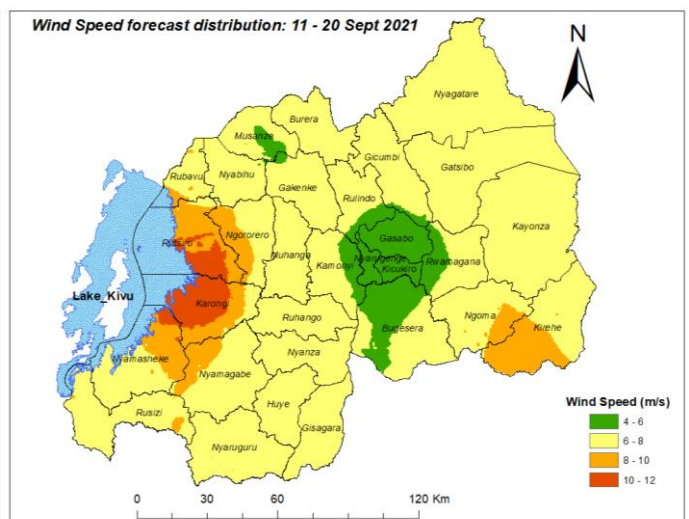 Wind Speed forecast distribution: 11 - 20 Sept 2021
N
Nyagatare
Burera
Musanze
Gicumbi
Rubavu
Nyabihu
Gatsibo
Gakenke
Rulindo
Kayonza
Rutsiro
Ngororero
Gasabo
Muhanga
Kamonyi
Nyarugenge
Rwamagana
Kicukiro
Lake_Kivu
Karongi
Ruhango
Bugesera
Ngoma
Kirehe
Nyamasheke
Nyanza
Nyamagabe
Huye
Rusizi
Gisagara
Nyaruguru
Wind Speed (m/s)
4 - 6
6 - 8
8 - 10
10 - 12
0 30 60 120 Km